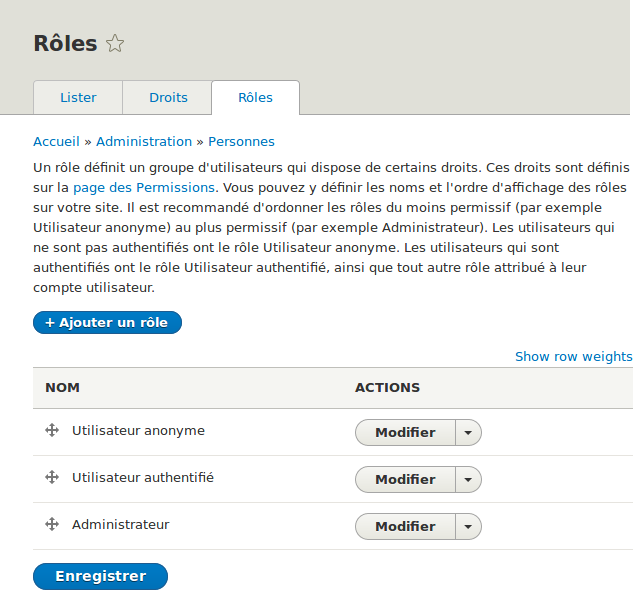 Rôles
Lister Droits Rôles
Accueil » Administration » Personnes
Un rôle définit un groupe d'utilisateurs qui dispose de certains droits. Ces droits sont définis
sur la page des Permissions. Vous pouvez y définir les noms et l'ordre d'affichage des rôles
sur votre site. Il est recommandé d'ordonner les rôles du moins permissif (par exemple
Utilisateur anonyme) au plus permissif (par exemple Administrateur). Les utilisateurs qui
ne sont pas authentifiés ont le rôle Utilisateur anonyme. Les utilisateurs qui sont
authentifiés ont le rôle Utilisateur authentifié, ainsi que tout autre rôle attribué à leur
compte utilisateur.
+ Ajouter un rôle
Show row weights
NOM ACTIONS
Utilisateur anonyme Modifier
Utilisateur authentifié Modifier
Administrateur Modifier
Enregistrer